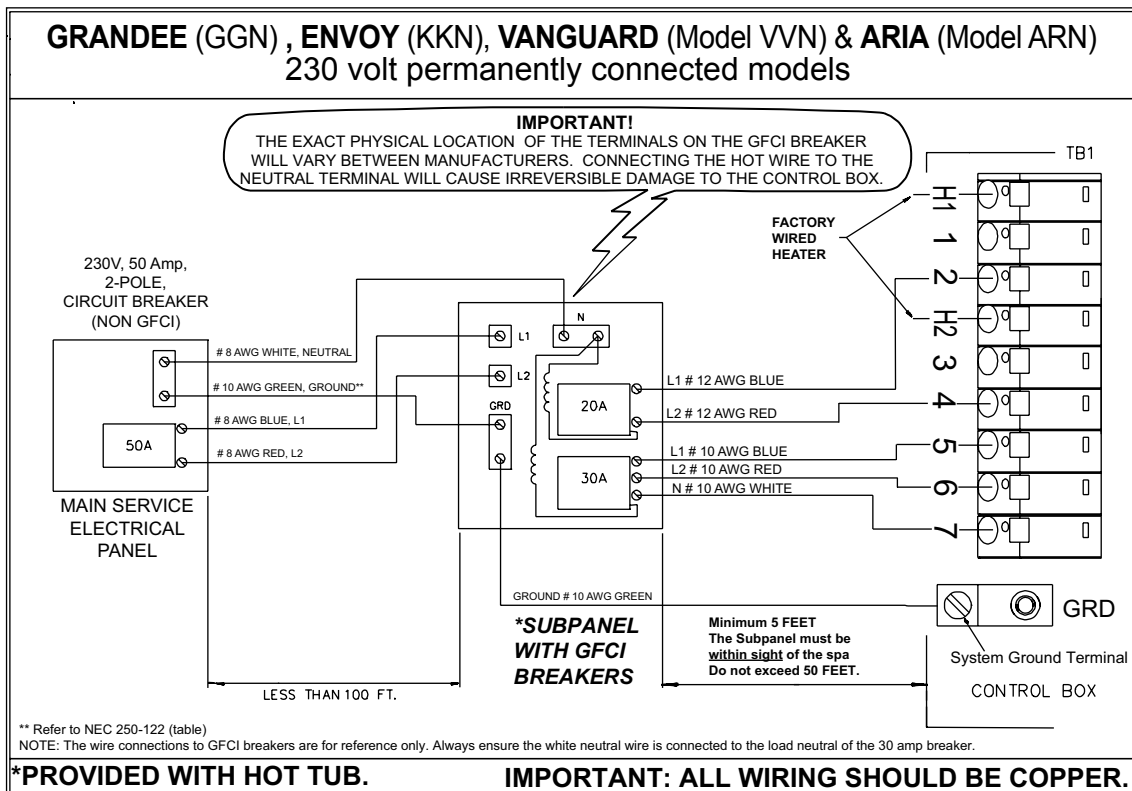 GRANDEE (GGN) , ENVOY (KKN), VANGUARD (Model VVN) & ARIA (Model ARN)
230 volt permanently connected models
IMPORTANT!
THE EXACT PHYSICAL LOCATION OF THE TERMINALS ON THE GFCI BREAKER
WILL VARY BETWEEN MANUFACTURERS. CONNECTING THE HOT WIRE TO THE
NEUTRAL TERMINAL WILL CAUSE IRREVERSIBLE DAMAGE TO THE CONTROL BOX.
TB1
FACTORY
WIRED
HEATER
H1
1
2
H2
3
4
5
6
7
230V, 50 Amp,
2-POLE,
CIRCUIT BREAKER
(NON GFCI)
# 8 AWG WHITE, NEUTRAL
# 10 AWG GREEN, GROUND**
# 8 AWG BLUE, L1
# 8 AWG RED, L2
50A
MAIN SERVICE
ELECTRICAL
PANEL
N
L1
L2
GRD
20A
30A
L1 # 12 AWG BLUE
L2 # 12 AWG RED
L1 # 10 AWG BLUE
L2 # 10 AWG RED
N # 10 AWG WHITE
GROUND # 10 AWG GREEN
GRD
System Ground Terminal
CONTROL BOX
*SUBPANEL
WITH GFCI
BREAKERS
Minimum 5 FEET
The Subpanel must be
within sight of the spa
Do not exceed 50 FEET.
LESS THAN 100 FT.
** Refer to NEC 250-122 (table)
NOTE: The wire connections to GFCI breakers are for reference only. Always ensure the white neutral wire is connected to the load neutral of the 30 amp breaker.
*PROVIDED WITH HOT TUB.
IMPORTANT: ALL WIRING SHOULD BE COPPER.